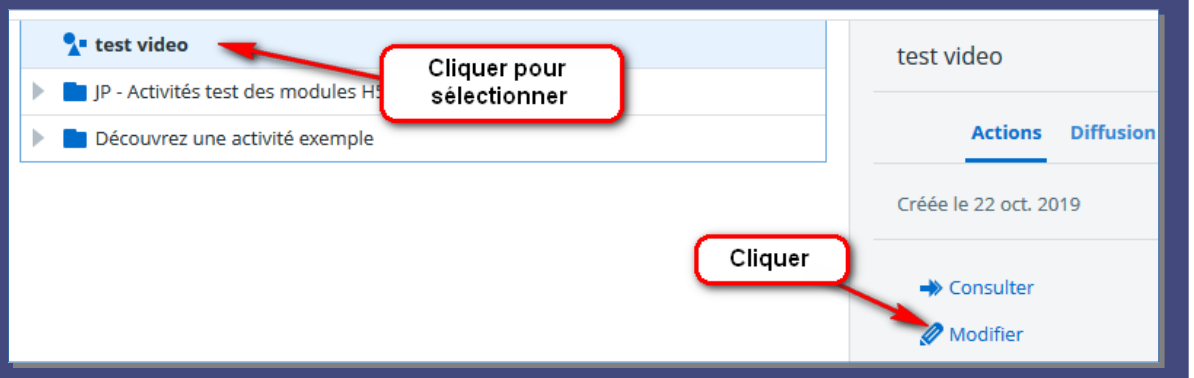 test video
Cliquer pour
sélectionner
JP - Activités test des modules
Découvrez une activité exemple
test video
Actions Diffusion
Créée le 22 oct. 2019
Cliquer
Consulter
Modifier